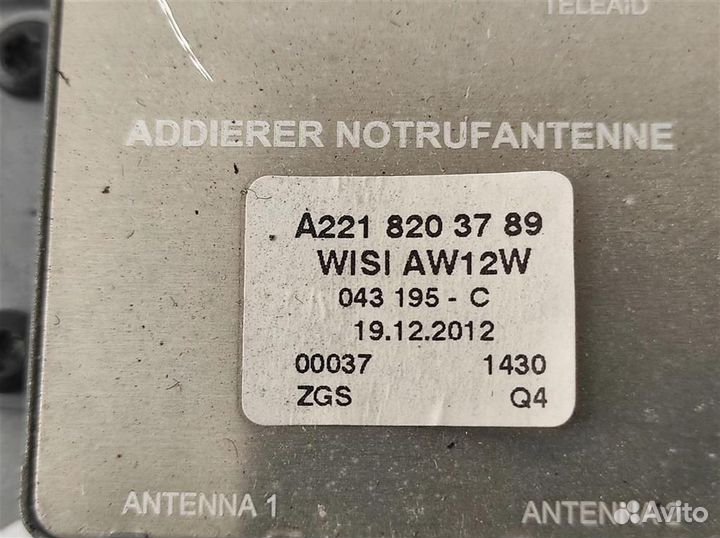 TELEAID
ADDIERER NOTRUFANTENNE
A221 820 37 89
WISI AW12W
043 195 - C
19.12.2012
00037 1430
ZGS Q4
ANTENNA 1 ANTENNA 2
Avito